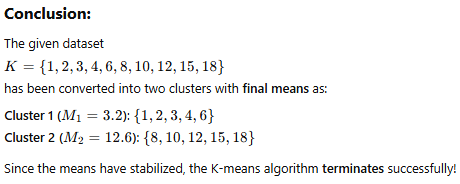 Conclusion:
The given dataset
K = {1, 2, 3, 4, 6, 8, 10, 12, 15, 18}
has been converted into two clusters with final means as:
Cluster 1 (M₁ = 3.2): {1, 2, 3, 4, 6}
Cluster 2 (M₂ = 12.6): {8, 10, 12, 15, 18}
Since the means have stabilized, the K-means algorithm terminates successfully!